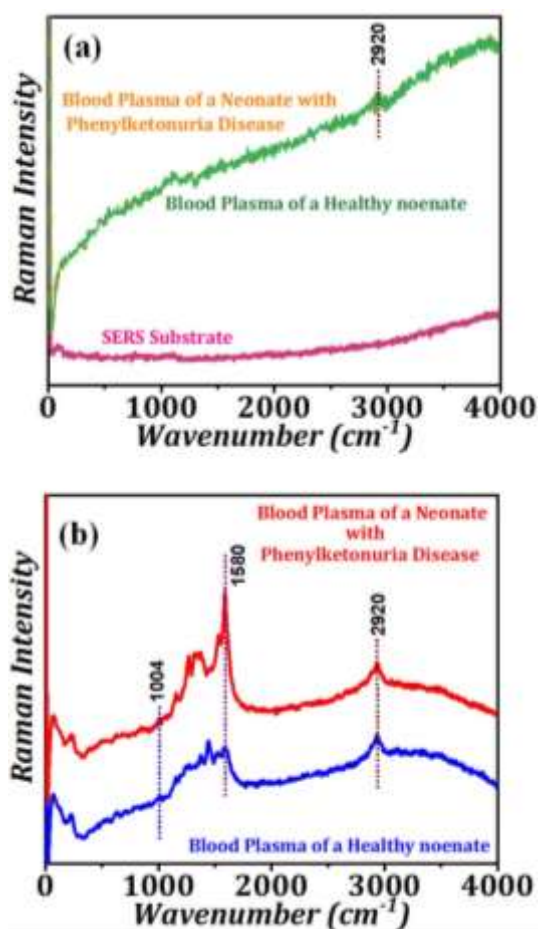 (a)
2920
Blood Plasma of a Neonate with
Phenylketonuria Disease
Blood Plasma of a Healthy noenate
SERS Substrate
Raman Intensity
0 1000 2000 3000 4000
Wavenumber (cm-1)
(b)
Blood Plasma of a Neonate
with
Phenylketonuria Disease
1580
2920
1004
Blood Plasma of a Healthy noenate
Raman Intensity
0 1000 2000 3000 4000
Wavenumber (cm-1)